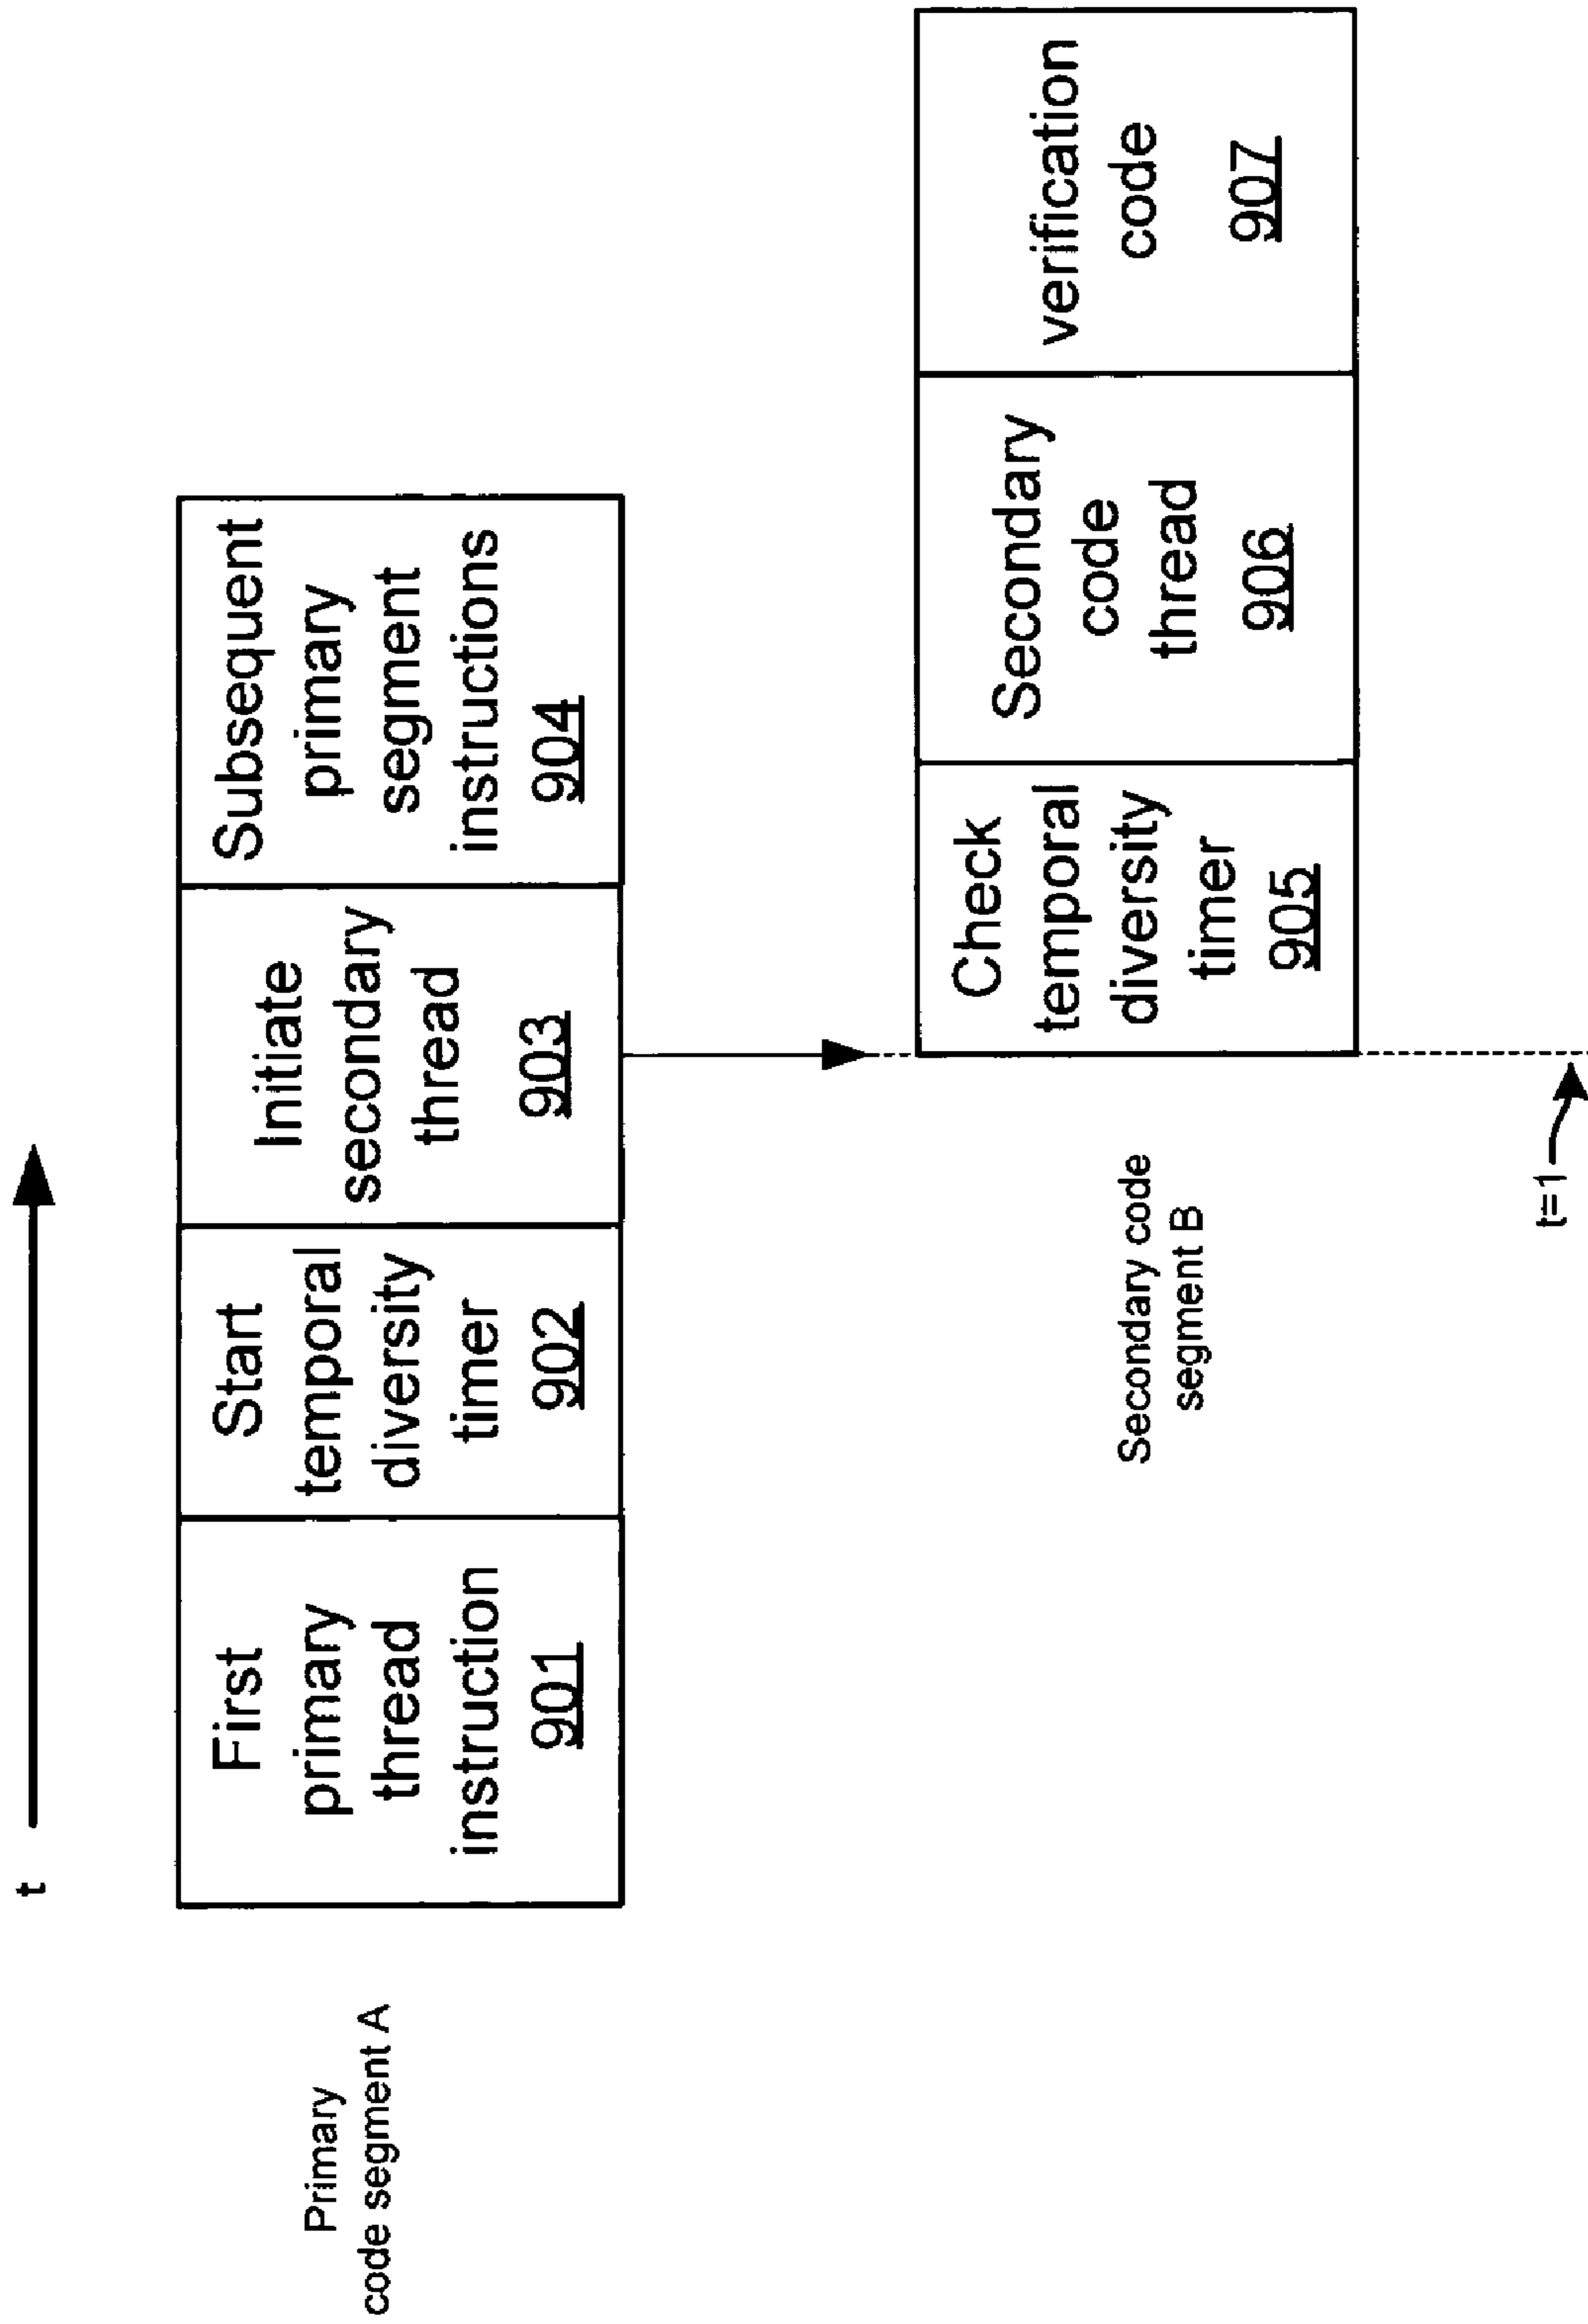 t
Primary
code segment A
First
primary
thread
instruction
901
Start
temporal
diversity
timer
902
Initiate
secondary
thread
903
Subsequent
primary
segment
instructions
904
Secondary code
segment B
Check
temporal
diversity
timer
905
Secondary
code
thread
906
verification
code
907
t=1